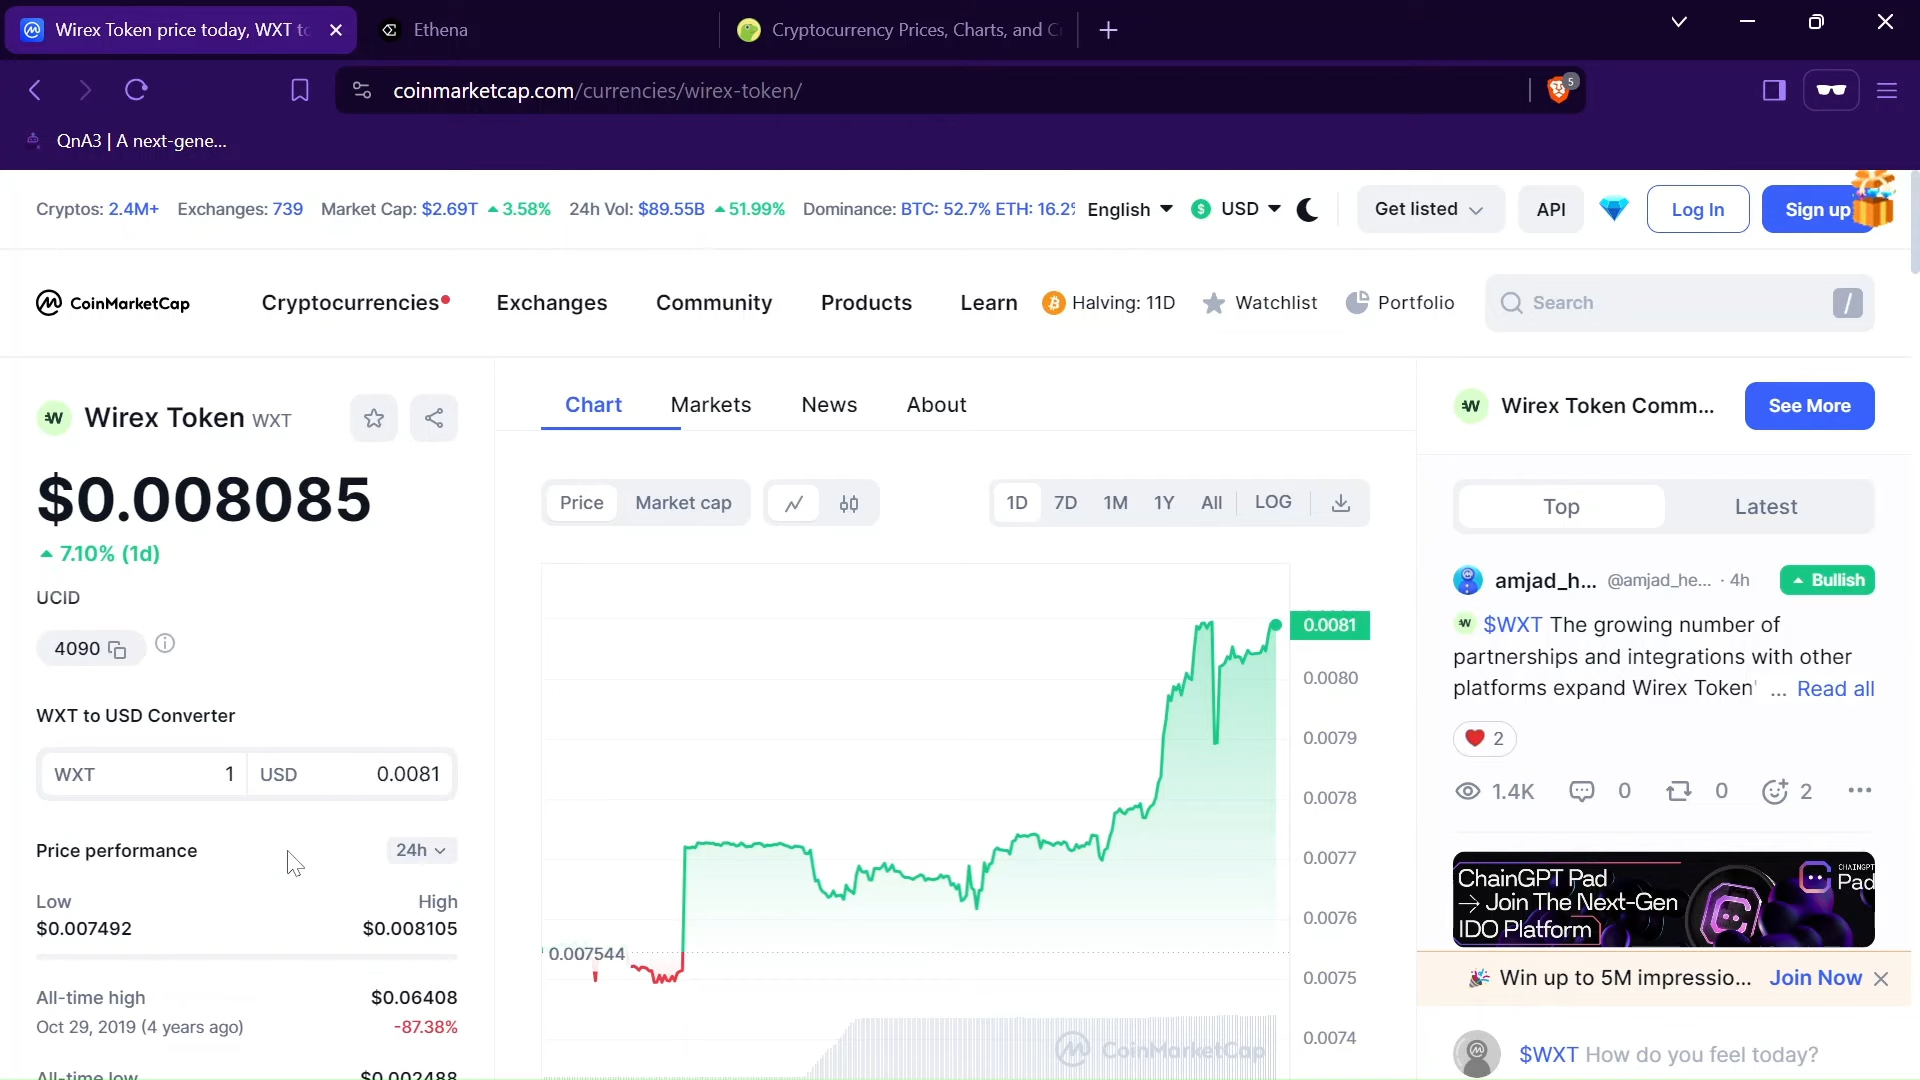 Wirex Token price today, WXT to
Ethena
Cryptocurrency Prices, Charts, and Cr
coinmarketcap.com/currencies/wirex-token/
5
QnA3 | A next-gene...
Cryptos: 2.4M+ Exchanges: 739 Market Cap: $2.69T 3.58% 24h Vol: $89.55B 51.99% Dominance: BTC: 52.7% ETH: 16.2% English USD Get listed API Log In Sign up
CoinMarketCap Cryptocurrencies Exchanges Community Products Learn Halving: 11D Watchlist Portfolio Search /
Wirex Token WXT
$0.008085
7.10% (1d)
UCID
4090
WXT to USD Converter
WXT 1 USD 0.0081
Price performance 24h
Low High
$0.007492 $0.008105
All-time high $0.06408
Oct 29, 2019 (4 years ago) -87.38%
All-time low $0.002488
Chart Markets News About
Price Market cap 1D 7D 1M 1Y All LOG
0.0081
0.0080
0.0079
0.0078
0.0077
0.0076
0.007544
0.0075
0.0074
CoinMarketCap
Wirex Token Comm... See More
Top Latest
amjad_h... @amjad_he... · 4h Bullish
$WXT The growing number of
partnerships and integrations with other
platforms expand Wirex Token' ... Read all
2
1.4K 0 0 2
ChainGPT Pad
→ Join The Next-Gen
IDO Platform
CHAINGPT
Pad
Win up to 5M impressio... Join Now
$WXT How do you feel today?